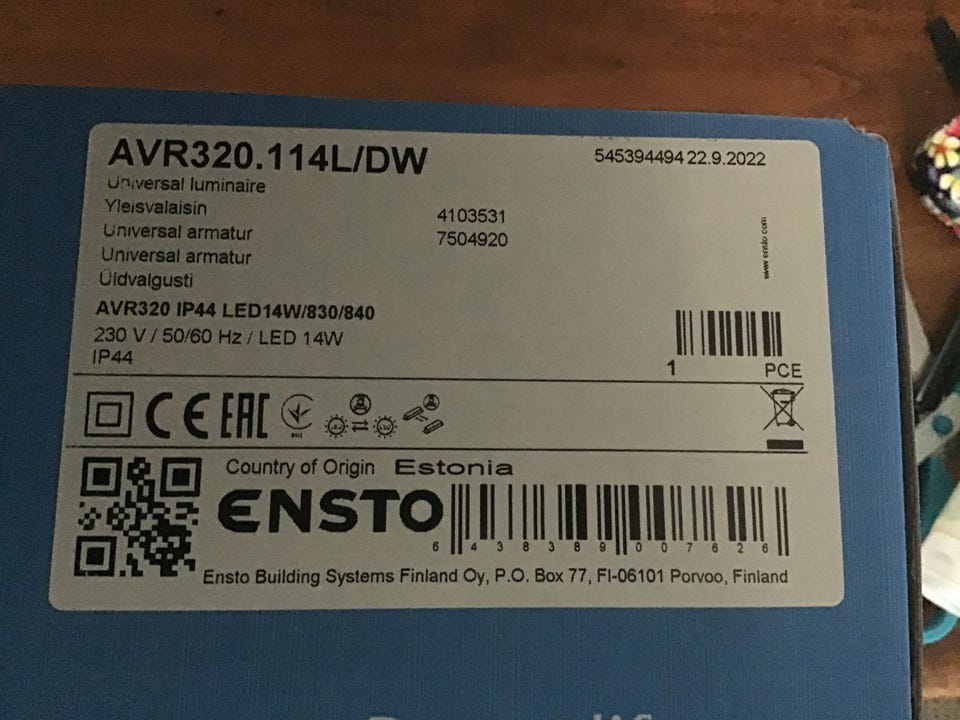 AVR320.114L/DW
545394494 22.9.2022
Universal luminaire
Yleisvalaisin 4103531
Universal armatur 7504920
Universal armatur
Üldvalgusti
www.ensto.com
AVR320 IP44 LED14W/830/840
230 V / 50/60 Hz / LED 14W
IP44
1 PCE
CE EAC
Country of Origin Estonia
ENSTO
6 438389 007626
Ensto Building Systems Finland Oy, P.O. Box 77, FI-06101 Porvoo, Finland